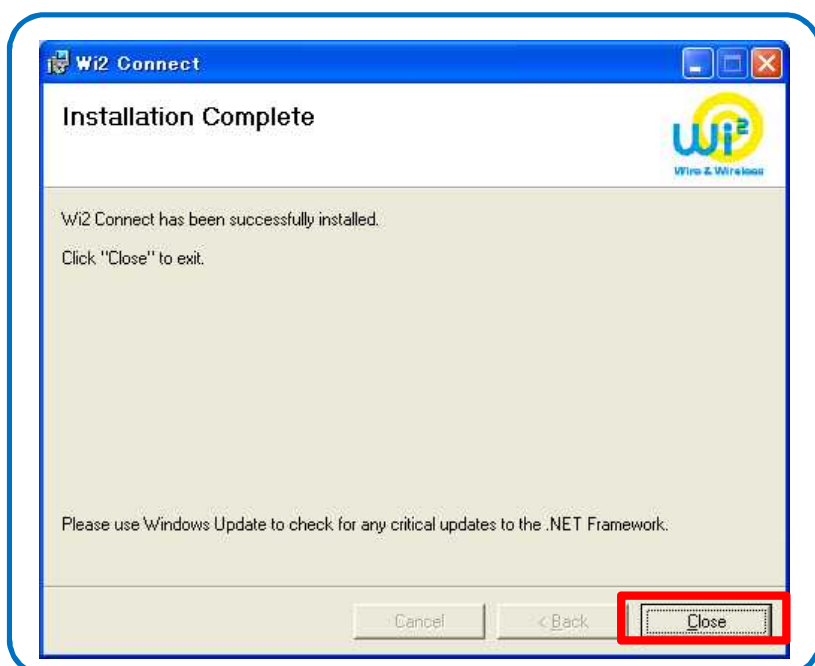 Wi2 Connect
Installation Complete
Wi2
Wire & Wireless
Wi2 Connect has been successfully installed.
Click "Close" to exit.
Please use Windows Update to check for any critical updates to the .NET Framework.
Cancel < Back Close